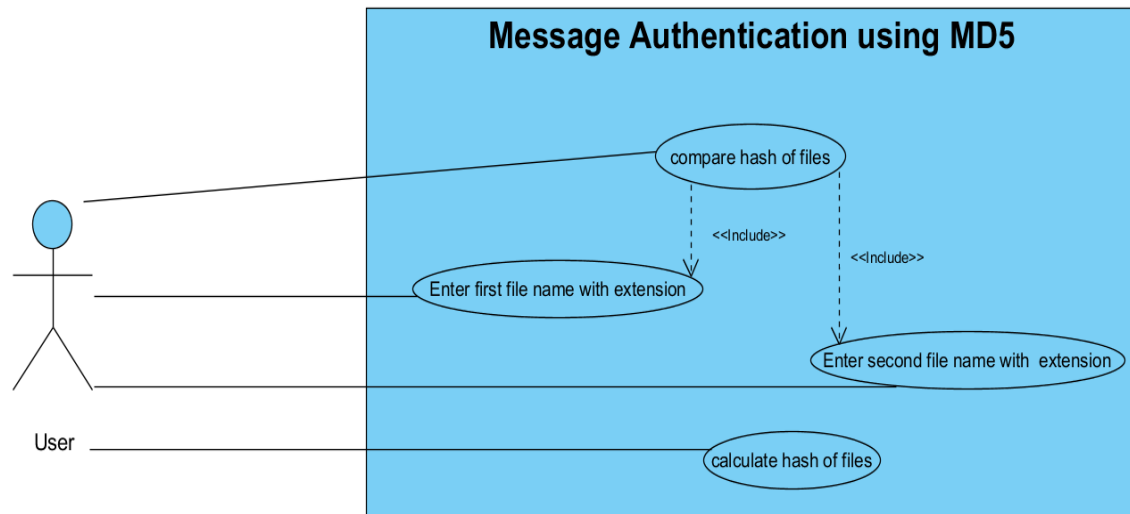 Message Authentication using MD5
compare hash of files
<<Include>>
<<Include>>
Enter first file name with extension
Enter second file name with  extension
User
calculate hash of files